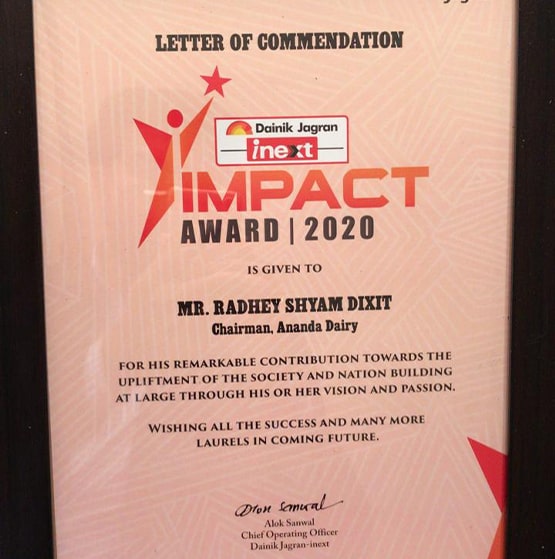 LETTER OF COMMENDATION
Dainik Jagran
inext
IMPACT
AWARD | 2020
IS GIVEN TO
MR. RADHEY SHYAM DIXIT
Chairman, Ananda Dairy
FOR HIS REMARKABLE CONTRIBUTION TOWARDS THE
UPLIFTMENT OF THE SOCIETY AND NATION BUILDING
AT LARGE THROUGH HIS OR HER VISION AND PASSION.
WISHING ALL THE SUCCESS AND MANY MORE
LAURELS IN COMING FUTURE.
Alok Sanwal
Chief Operating Officer
Dainik Jagran-inext